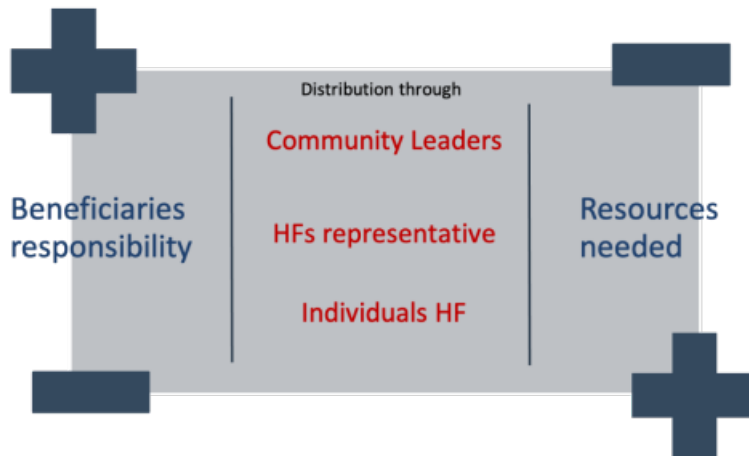 Distribution through
Community Leaders
Beneficiaries
responsibility
HFs representative
Individuals HF
Resources
needed